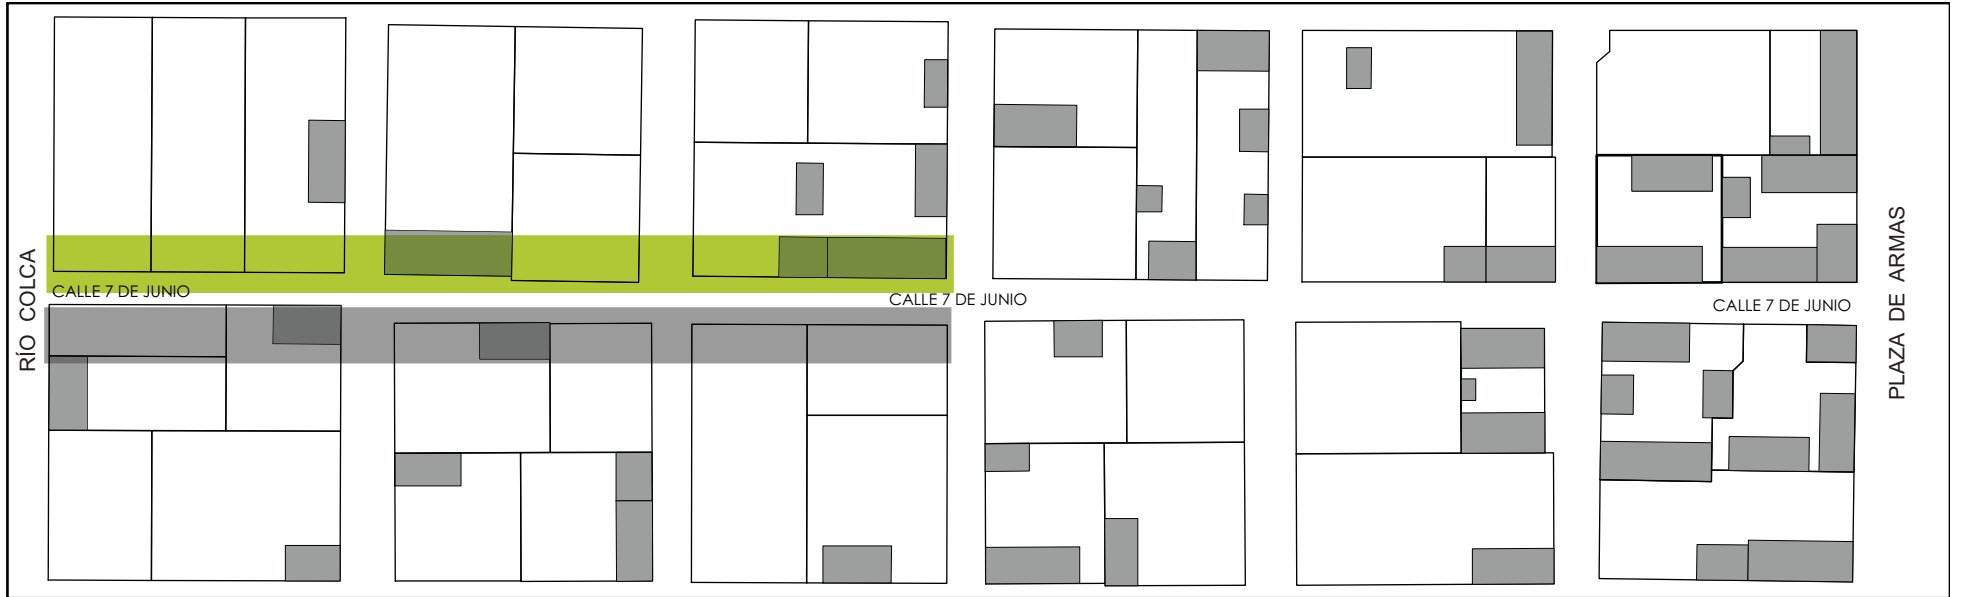 RÍO COLCA
CALLE 7 DE JUNIO
CALLE 7 DE JUNIO
CALLE 7 DE JUNIO
PLAZA DE ARMAS